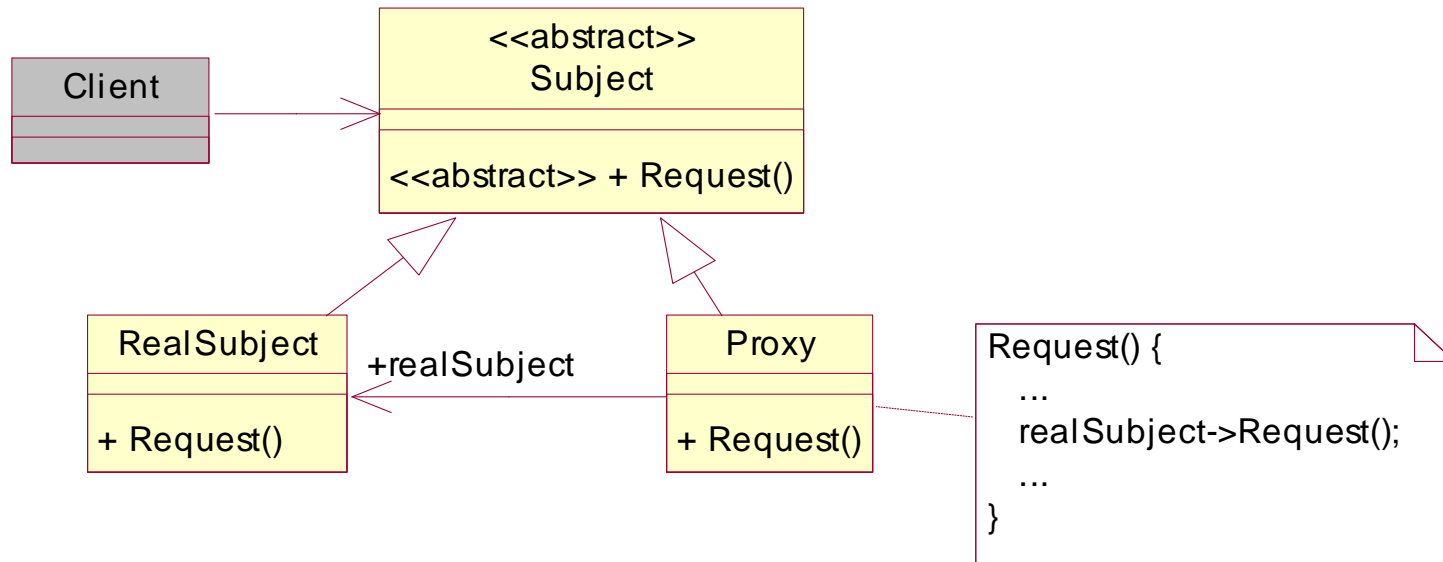 <<abstract>>
Subject
Client
<<abstract>> + Request()
RealSubject
+ Request()
+realSubject
Proxy
+ Request()
Request() {
...
realSubject->Request();
...
}